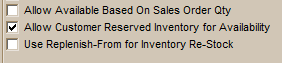 Allow Available Based On Sales Order Qty
Allow Customer Reserved Inventory for Availability
Use Replenish-From for Inventory Re-Stock